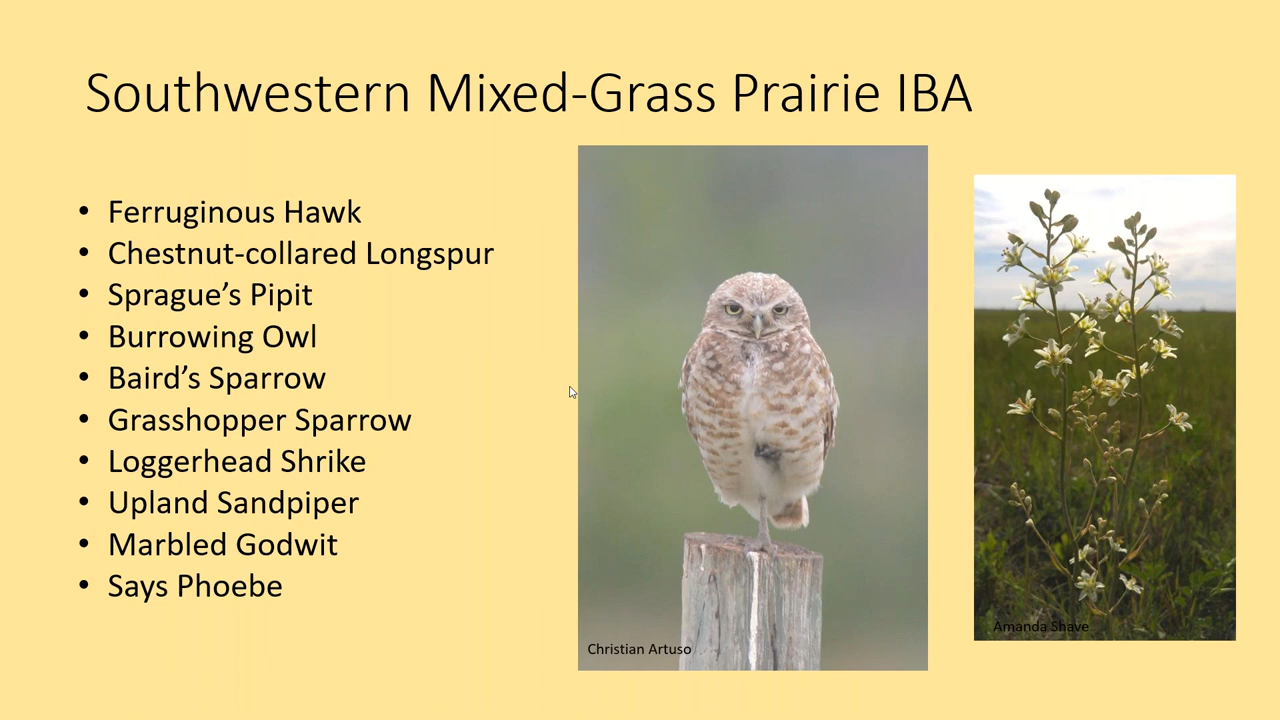 Southwestern Mixed-Grass Prairie IBA
• Ferruginous Hawk
• Chestnut-collared Longspur
• Sprague’s Pipit
• Burrowing Owl
• Baird’s Sparrow
• Grasshopper Sparrow
• Loggerhead Shrike
• Upland Sandpiper
• Marbled Godwit
• Says Phoebe
Christian Artuso
Amanda Shave